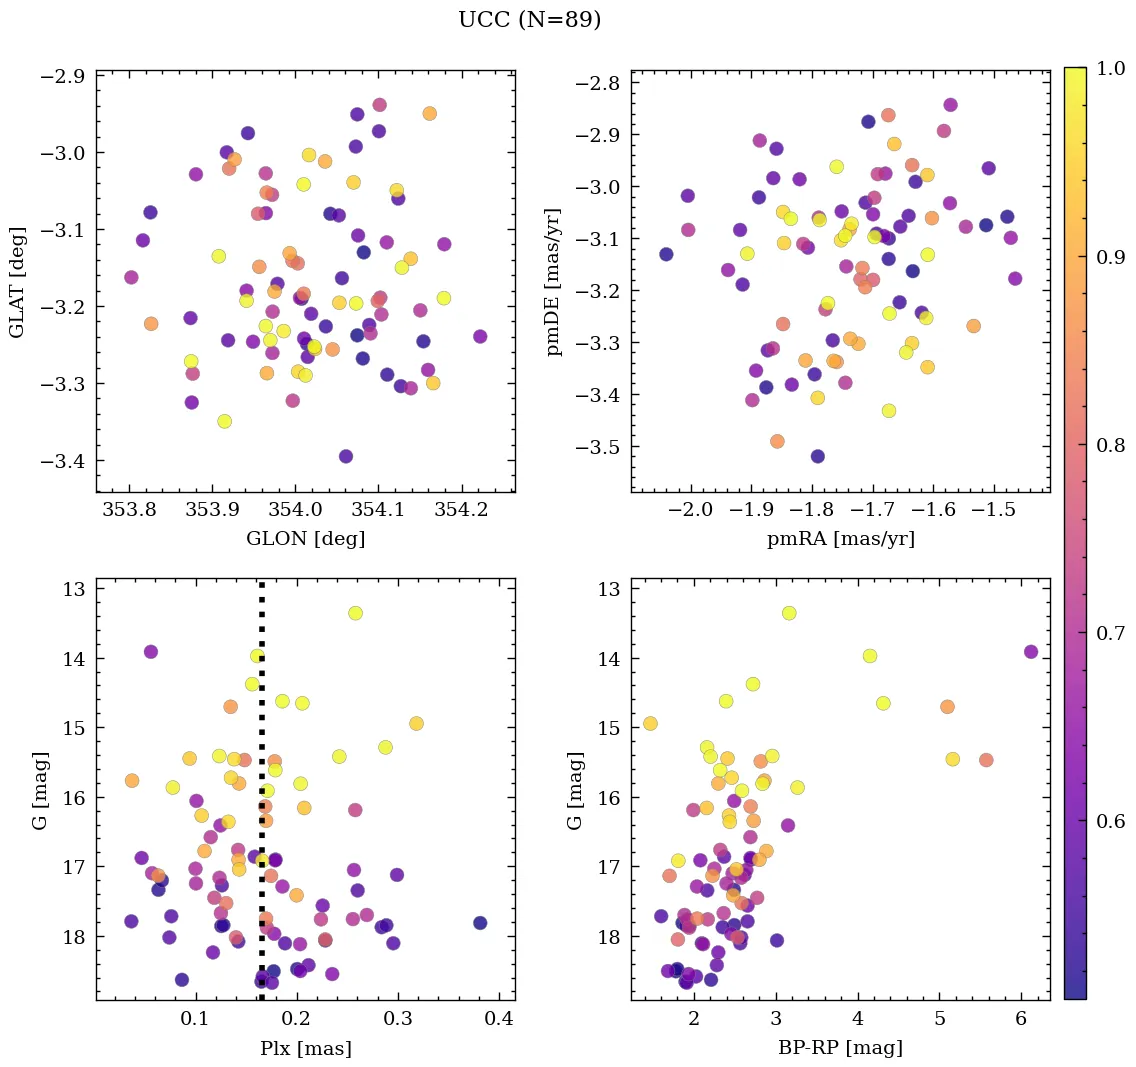 UCC (N=89)
−2.9
−3.0
−3.1
−3.2
−3.3
−3.4
GLAT [deg]
353.8 353.9 354.0 354.1 354.2
GLON [deg]
−2.8
−2.9
−3.0
−3.1
−3.2
−3.3
−3.4
−3.5
pmDE [mas/yr]
−2.0 −1.9 −1.8 −1.7 −1.6 −1.5
pmRA [mas/yr]
1.0
0.9
0.8
0.7
0.6
13
14
15
16
17
18
G [mag]
0.1 0.2 0.3 0.4
Plx [mas]
13
14
15
16
17
18
G [mag]
2 3 4 5 6
BP-RP [mag]